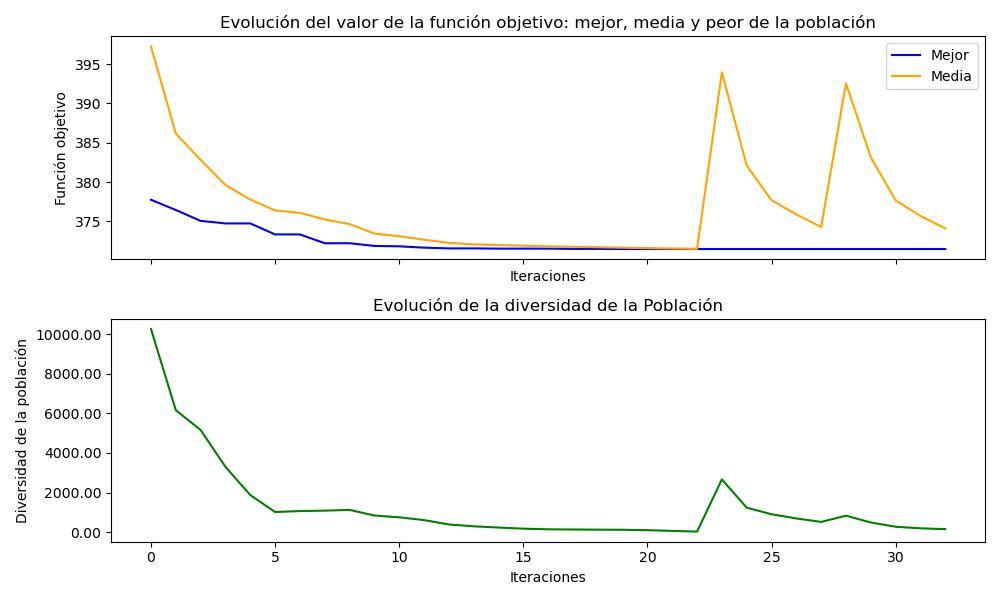 Evolución del valor de la función objetivo: mejor, media y peor de la población
Mejor
Media
395
390
385
380
375
Función objetivo
Iteraciones
Evolución de la diversidad de la Población
10000.00
8000.00
6000.00
4000.00
2000.00
0.00
Diversidad de la población
0 5 10 15 20 25 30
Iteraciones